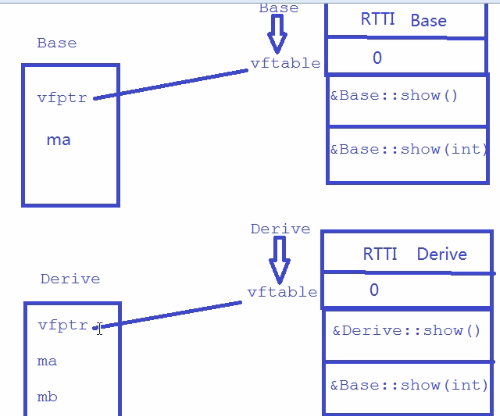 Base
RTTI Base
Base
vftable
0
vfptr
&Base::show()
ma
&Base::show(int)
Derive
RTTI Derive
Derive
vftable
0
vfptr
&Derive::show()
ma
&Base::show(int)
mb